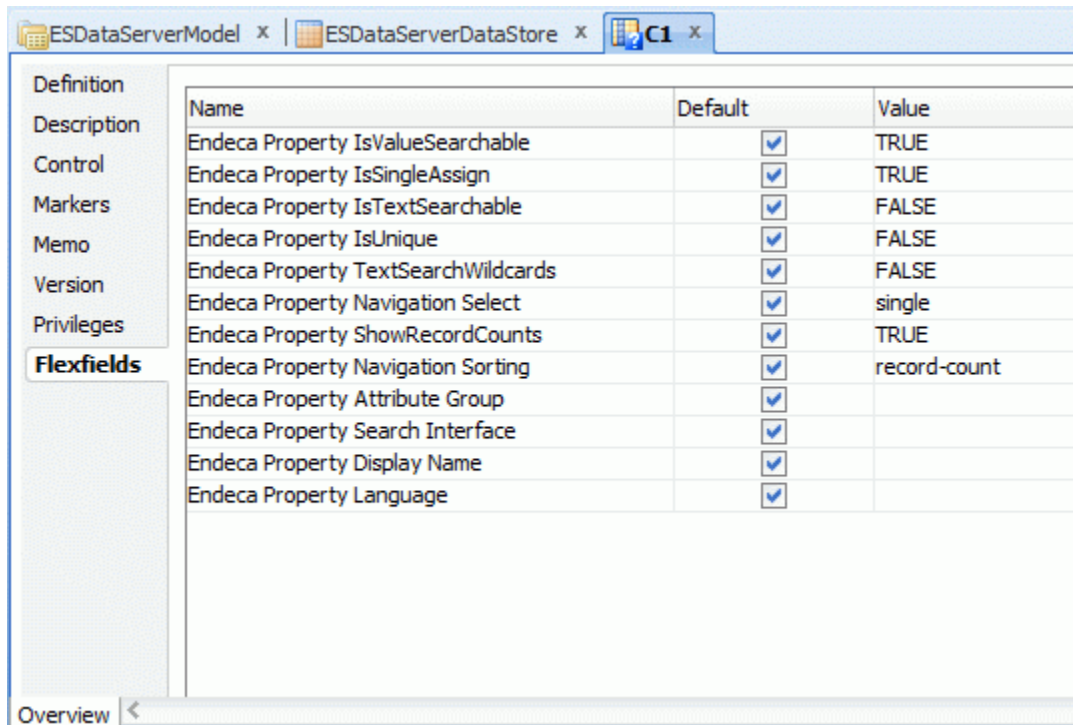 ESDataServerModel x ESDataServerDataStore x C1 x
Definition
Description
Control
Markers
Memo
Version
Privileges
Flexfields
Name Default Value
Endeca Property IsValueSearchable TRUE
Endeca Property IsSingleAssign TRUE
Endeca Property IsTextSearchable FALSE
Endeca Property IsUnique FALSE
Endeca Property TextSearchWildcards FALSE
Endeca Property Navigation Select single
Endeca Property ShowRecordCounts TRUE
Endeca Property Navigation Sorting record-count
Endeca Property Attribute Group
Endeca Property Search Interface
Endeca Property Display Name
Endeca Property Language
Overview